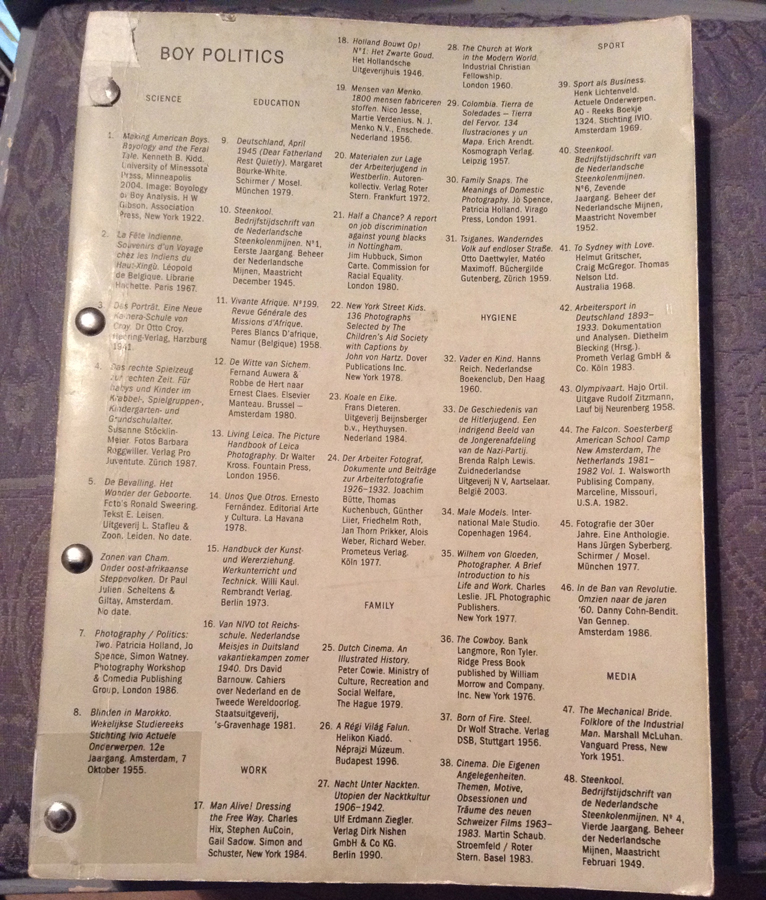 BOY POLITICS
SCIENCE
1. Making American Boys.
Boyology and the Feral
Tale. Kenneth B. Kidd.
University of Minnesota
Press, Minneapolis
2004. Image: Boyology
or Boy Analysis. H W
Gibson. Association
Press, New York 1922.
2. La Fête Indienne.
Souvenirs d'un Voyage
chez les Indiens du
Haut-Xingù. Léopold
de Belgique. Librarie
Hachette. Paris 1967.
3. Das Porträt. Eine Neue
Kamera-Schule von
Croy. Dr Otto Croy.
Heering-Verlag, Harzburg
1941.
4. Das rechte Spielzeug
zur rechten Zeit. Für
Babys und Kinder im
Krabbel-, Spielgruppen-,
Kindergarten- und
Grundschulalter.
Susanne Stöcklin-
Meier. Fotos Barbara
Roggwiller. Verlag Pro
Juventute. Zürich 1987.
5. De Bevalling. Het
Wonder der Geboorte.
Foto's Ronald Sweering.
Tekst E. Leisen.
Uitgeverij L. Stafleu &
Zoon. Leiden. No date.
Zonen van Cham.
Onder oost-afrikaanse
Steppenvolken. Dr Paul
Julien. Scheltens &
Giltay, Amsterdam.
No date.
7. Photography / Politics:
Two. Patricia Holland, Jo
Spence, Simon Watney.
Photography Workshop
& Comedia Publishing
Group, London 1986.
8. Blinden in Marokko.
Wekelijkse Studiereeks
Stichting Ivio Actuele
Onderwerpen. 12e
Jaargang. Amsterdam, 7
Oktober 1955.
EDUCATION
9. Deutschland, April
1945 (Dear Fatherland
Rest Quietly). Margaret
Bourke-White.
Schirmer / Mosel.
München 1979.
10. Steenkool.
Bedrijfstijdschrift van
de Nederlandsche
Steenkolenmijnen. Nº1,
Eerste Jaargang. Beheer
der Nederlandsche
Mijnen, Maastricht
December 1945.
11. Vivante Afrique. Nº199.
Revue Générale des
Missions d'Afrique.
Peres Blancs D'afrique,
Namur (Belgique) 1958.
12. De Witte van Sichem.
Fernand Auwera &
Robbe de Hert naar
Ernest Claes. Elsevier
Manteau. Brussel –
Amsterdam 1980.
13. Living Leica. The Picture
Handbook of Leica
Photography. Dr Walter
Kross. Fountain Press,
London 1956.
14. Unos Que Otros. Ernesto
Fernández. Editorial Arte
y Cultura. La Havana
1978.
15. Handbuch der Kunst-
und Wererziehung.
Werkunterricht und
Technick. Willi Kaul.
Rembrandt Verlag.
Berlin 1973.
16. Van NIVO tot Reichs-
schule. Nederlandse
Meisjes in Duitsland
vakantiekampen zomer
1940. Drs David
Barnouw. Cahiers
over Nederland en de
Tweede Wereldoorlog.
Staatsuitgeverij,
's-Gravenhage 1981.
WORK
17. Man Alive! Dressing
the Free Way. Charles
Hix, Stephen AuCoin,
Gail Sadow. Simon and
Schuster, New York 1984.
18. Holland Bouwt Op!
Nº1: Het Zwarte Goud.
Het Hollandsche
Uitgeverijhuis 1946.
19. Mensen van Menko.
1800 mensen fabriceren
stoffen. Nico Jesse,
Martie Verdenius. N. J.
Menko N.V., Enschede.
Nederland 1956.
20. Materialen zur Lage
der Arbeiterjugend in
Westberlin. Autoren-
kollectiv. Verlag Roter
Stern. Frankfurt 1972.
21. Half a Chance? A report
on job discrimination
against young blacks
in Nottingham.
Jim Hubbuck, Simon
Carte. Commission for
Racial Equality.
London 1980.
22. New York Street Kids.
136 Photographs
Selected by The
Children's Aid Society
with Captions by
John von Hartz. Dover
Publications Inc.
New York 1978.
23. Koale en Eike.
Frans Dieteren.
Uitgeverij Beijnsberger
b.v., Heythuysen.
Nederland 1984.
24. Der Arbeiter Fotograf,
Dokumente und Beiträge
zur Arbeiterfotografie
1926-1932. Joachim
Bütte, Thomas
Kuchenbuch, Günther
Liier, Friedhelm Roth,
Jan Thorn Prikker, Alois
Weber, Richard Weber.
Prometeus Verlag.
Köln 1977.
FAMILY
25. Dutch Cinema. An
Illustrated History.
Peter Cowie. Ministry of
Culture, Recreation and
Social Welfare,
The Hague 1979.
26. A Régi Világ Falun.
Helikon Kiadó.
Néprajzi Múzeum.
Budapest 1996.
27. Nacht Unter Nackten.
Utopien der Nacktkultur
1906–1942.
Ulf Erdmann Ziegler.
Verlag Dirk Nishen
GmbH & Co KG.
Berlin 1990.
28. The Church at Work
in the Modern World.
Industrial Christian
Fellowship.
London 1960.
29. Colombia. Tierra de
Soledades – Tierra
del Fervor. 134
Ilustraciones y un
Mapa. Erich Arendt.
Kosmograph Verlag.
Leipzig 1957.
30. Family Snaps. The
Meanings of Domestic
Photography. Jo Spence,
Patricia Holland. Virago
Press, London 1991.
31. Tsiganes. Wanderndes
Volk auf endloser Straße.
Otto Daettwyler, Matéo
Maximoff. Büchergilde
Gutenberg, Zürich 1959.
HYGIENE
32. Vader en Kind. Hanns
Reich. Nederlandse
Boekenclub, Den Haag
1960.
33. De Geschiedenis van
de Hitlerjugend. Een
indrigend Beeld van
de Jongerenafdeling
van de Nazi-Partij.
Brenda Ralph Lewis.
Zuidnederlandse
Uitgeverij N V, Aartselaar.
België 2003.
34. Male Models. Inter-
national Male Studio.
Copenhagen 1964.
35. Wilhem von Gloeden,
Photographer. A Brief
Introduction to his
Life and Work. Charles
Leslie. JFL Photographic
Publishers.
New York 1977.
36. The Cowboy. Bank
Langmore, Ron Tyler.
Ridge Press Book
published by William
Morrow and Company.
Inc. New York 1976.
37. Born of Fire. Steel.
Dr Wolf Strache. Verlag
DSB, Stuttgart 1956.
38. Cinema. Die Eigenen
Angelegenheiten.
Themen, Motive,
Obsessionen und
Träume des neuen
Schweizer Films 1963–
1983. Martin Schaub.
Stroemfeld / Roter
Stern. Basel 1983.
SPORT
39. Sport als Business.
Henk Lichtenveld.
Actuele Onderwerpen.
AO - Reeks Boekje
1324. Stichting IVIO.
Amsterdam 1969.
40. Steenkool.
Bedrijfstijdschrift van
de Nederlandsche
Steenkolenmijnen.
Nº6, Zevende
Jaargang. Beheer der
Nederlandsche Mijnen,
Maastricht November
1952.
41. To Sydney with Love.
Helmut Gritscher,
Craig McGregor. Thomas
Nelson Ltd.
Australia 1968.
42. Arbeitersport in
Deutschland 1893–
1933. Dokumentation
und Analysen. Dietheim
Blecking (Hrsg.).
Prometh Verlag GmbH &
Co. Köln 1983.
43. Olympivaart. Hajo Ortil.
Uitgave Rudolf Zitzmann,
Lauf bij Neurenberg 1958.
44. The Falcon. Soesterberg
American School Camp
New Amsterdam, The
Netherlands 1981–
1982 Vol. 1. Walsworth
Publising Company.
Marceline, Missouri,
U.S.A. 1982.
45. Fotografie der 30er
Jahre. Eine Anthologie.
Hans Jürgen Syberberg.
Schirmer / Mosel.
München 1977.
46. In de Ban van Revolutie.
Omzien naar de jaren
'60. Danny Cohn-Bendit.
Van Gennep.
Amsterdam 1986.
MEDIA
47. The Mechanical Bride.
Folklore of the Industrial
Man. Marshall McLuhan.
Vanguard Press, New
York 1951.
48. Steenkool.
Bedrijfstijdschrift van
de Nederlandsche
Steenkolenmijnen. Nº 4,
Vierde Jaargang. Beheer
der Nederlandsche
Mijnen, Maastricht
Februari 1949.